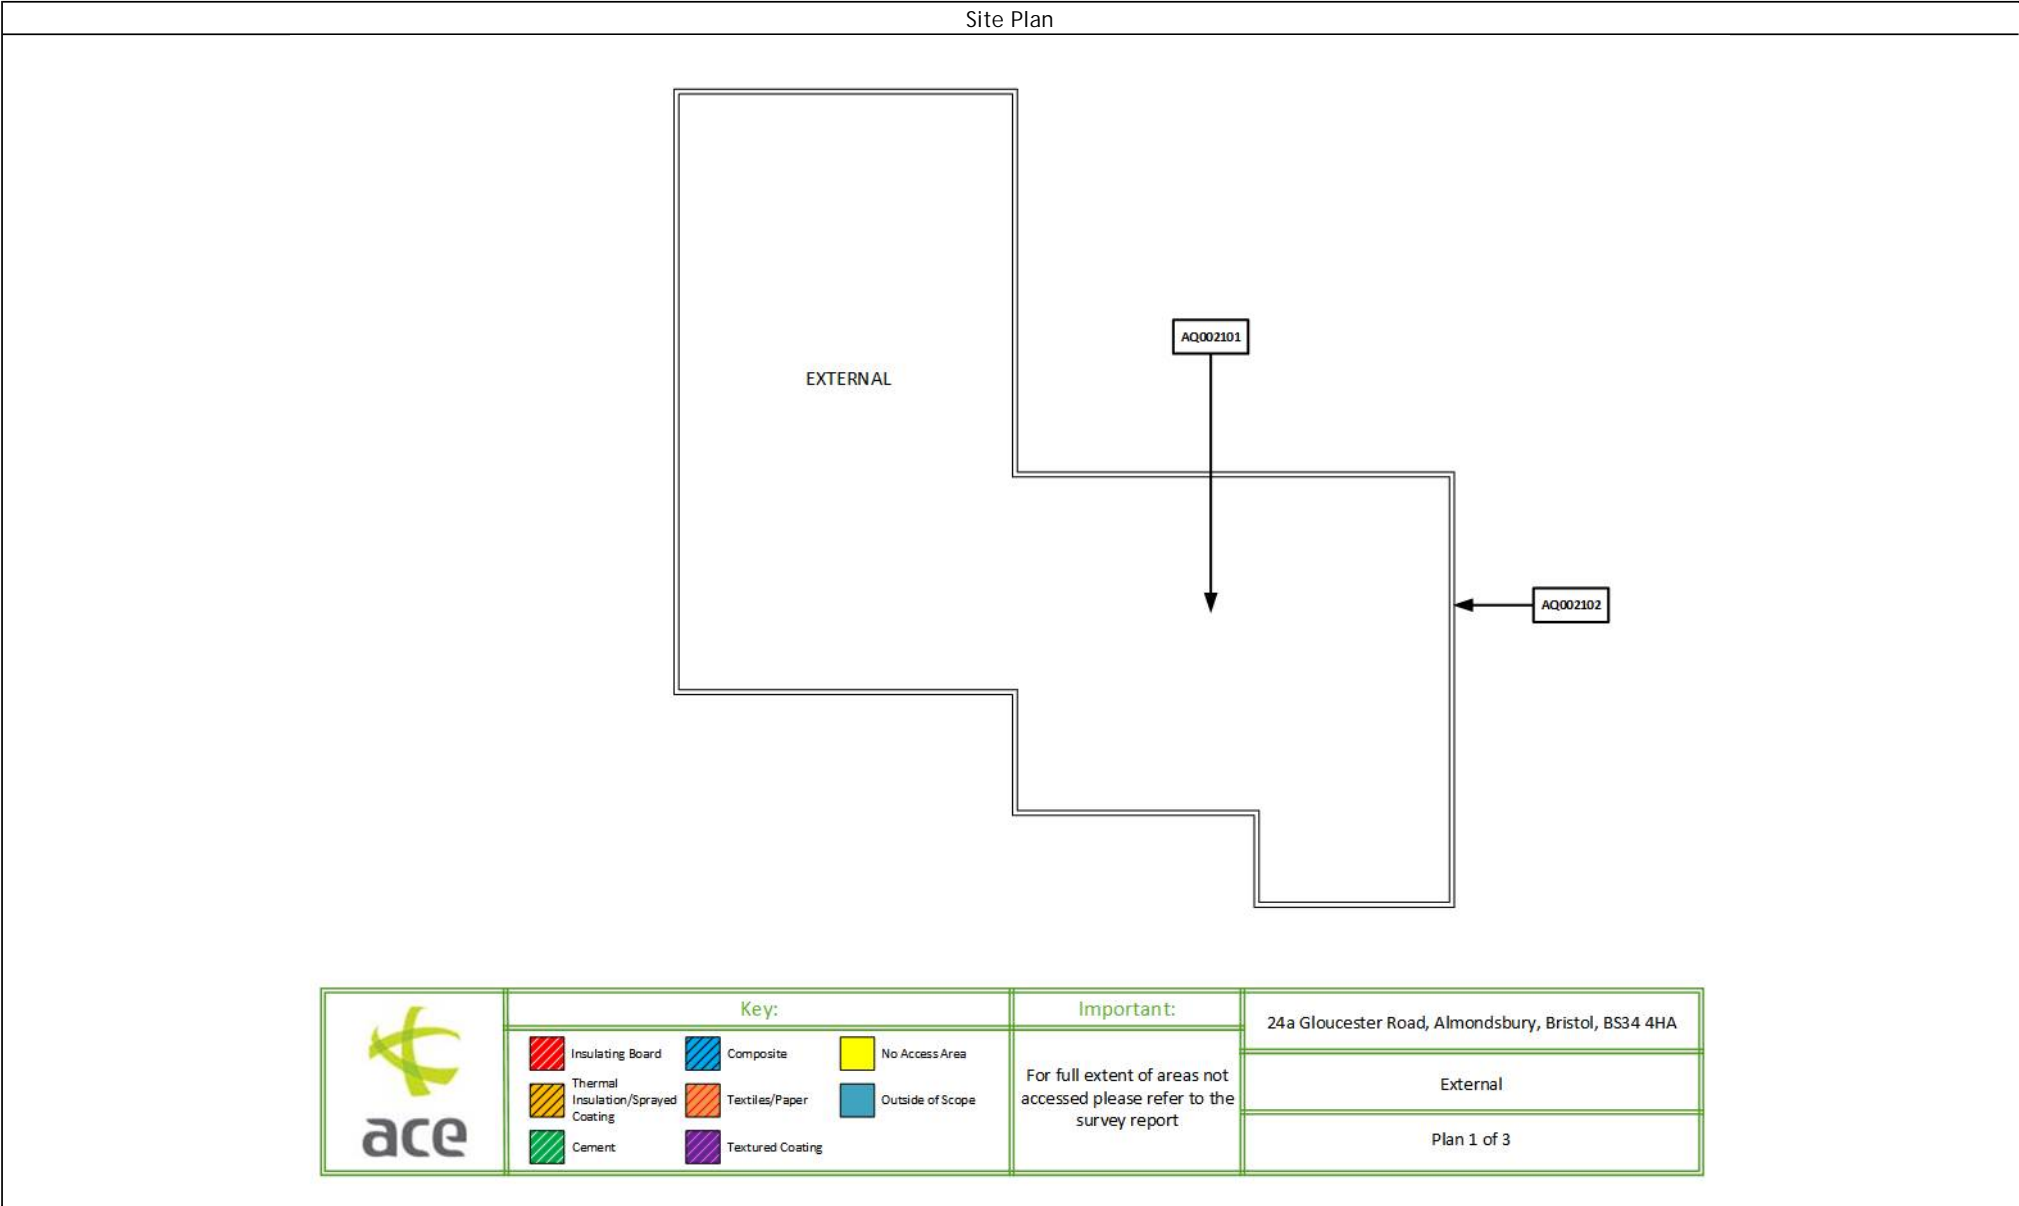 Site Plan
AQ002101
EXTERNAL
AQ002102
ace
Key:
Insulating Board
Thermal
Insulation/Sprayed
Coating
Cement
Composite
Textiles/Paper
Textured Coating
No Access Area
Outside of Scope
Important:
For full extent of areas not
accessed please refer to the
survey report
24a Gloucester Road, Almondsbury, Bristol, BS34 4HA
External
Plan 1 of 3